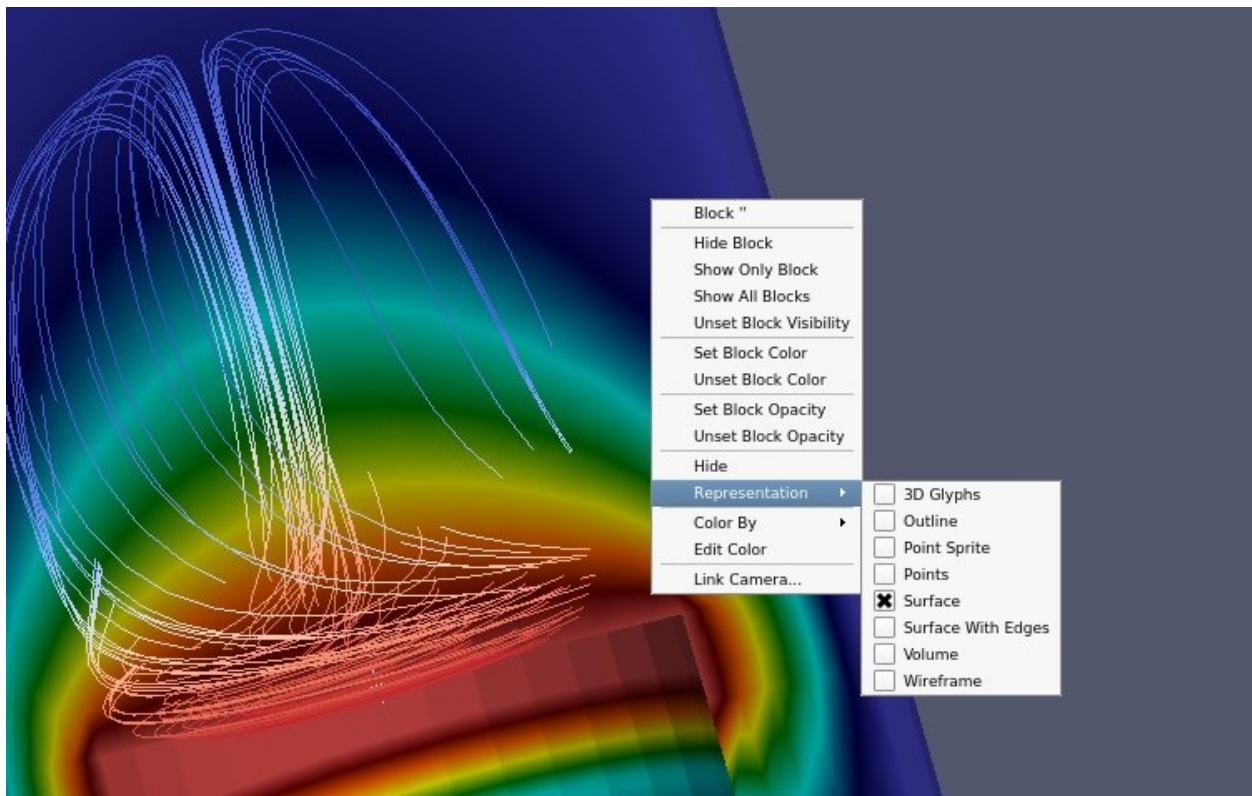 Block "
Hide Block
Show Only Block
Show All Blocks
Unset Block Visibility
Set Block Color
Unset Block Color
Set Block Opacity
Unset Block Opacity
Hide
Representation
Color By
Edit Color
Link Camera...
3D Glyphs
Outline
Point Sprite
Points
Surface
Surface With Edges
Volume
Wireframe